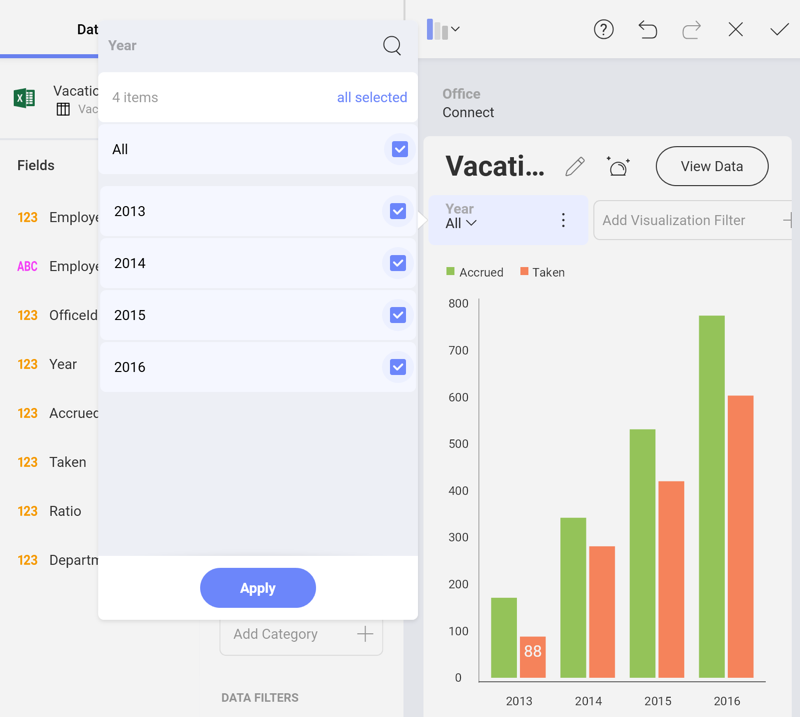 Dat
Vacatio
Vac
Fields
123 Employe
ABC Employe
123 OfficeId
123 Year
123 Accrued
123 Taken
123 Ratio
123 Departm
Year
4 items all selected
All
2013
2014
2015
2016
Apply
Add Category
DATA FILTERS
Office
Connect
Vacati... View Data
Year
All
Add Visualization Filter
Accrued Taken
800
700
600
500
400
300
200
100
0
88
2013 2014 2015 2016